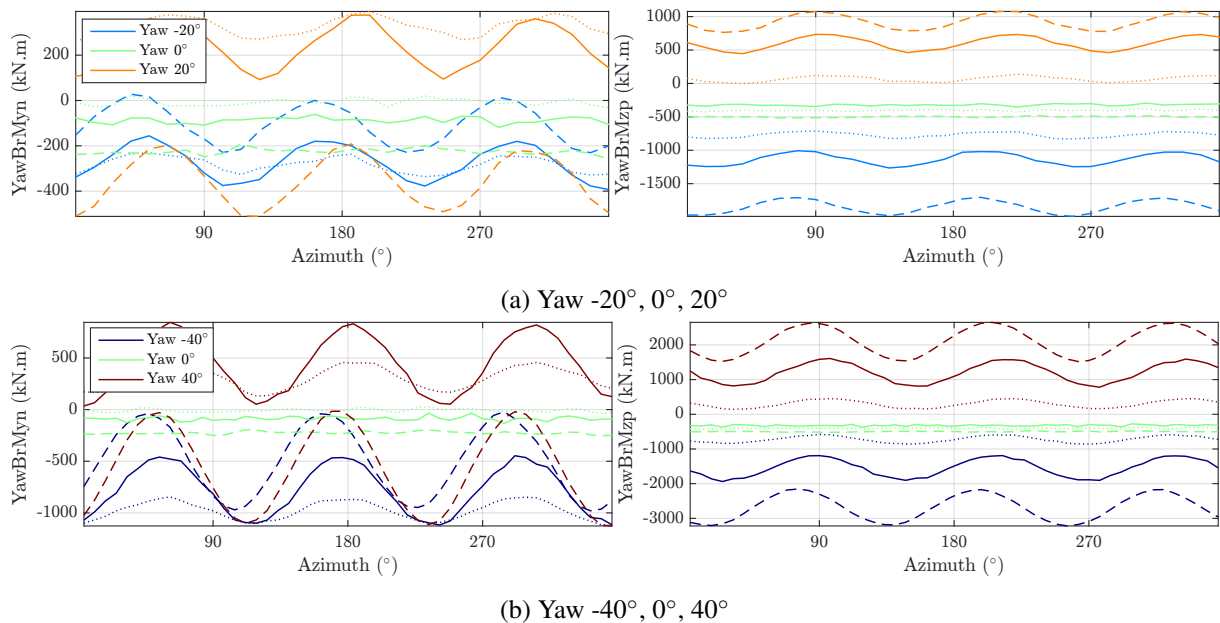 YawBrMyn (kN.m)
200
0
-200
-400
Yaw -20°
Yaw 0°
Yaw 20°
90
180
270
Azimuth (°)
YawBrMzp (kN.m)
1000
500
0
-500
-1000
-1500
90
180
270
Azimuth (°)
(a) Yaw -20°, 0°, 20°
YawBrMyn (kN.m)
500
0
-500
-1000
Yaw -40°
Yaw 0°
Yaw 40°
90
180
270
Azimuth (°)
YawBrMzp (kN.m)
2000
1000
0
-1000
-2000
-3000
90
180
270
Azimuth (°)
(b) Yaw -40°, 0°, 40°